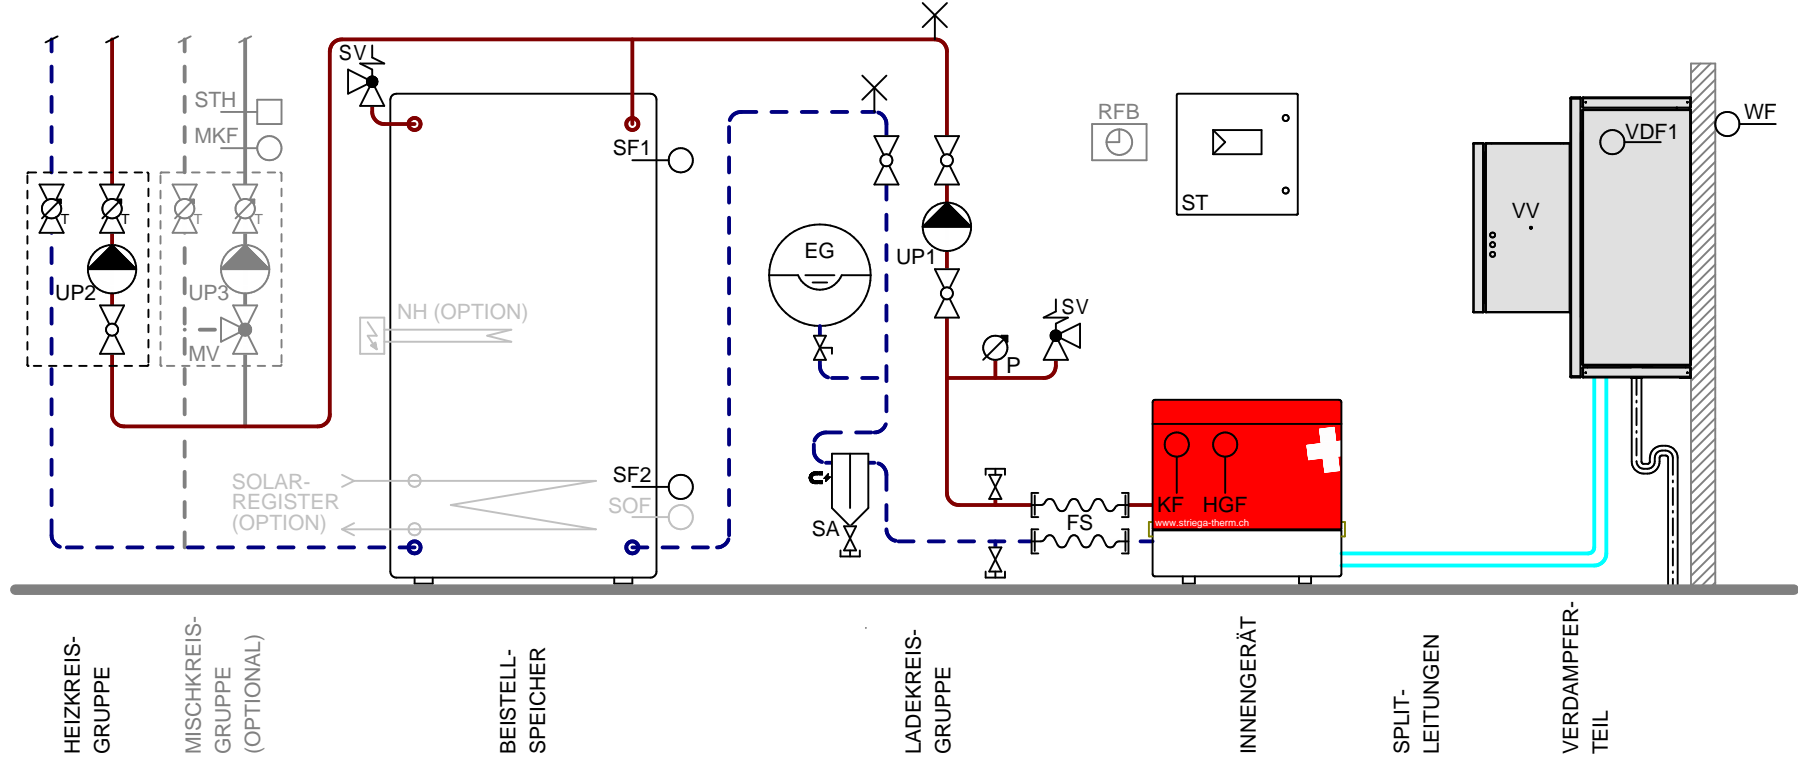 SV
STH
MKF
SF1
RFB
ST
VDF1
WF
VV
T
T
T
T
EG
UP1
UP2
UP3
NH (OPTION)
SV
MV
P
SOLAR-
REGISTER
(OPTION)
SF2
SOF
SA
FS
KF
HGF
www.striega-therm.ch
HEIZKREIS-
GRUPPE
MISCHKREIS-
GRUPPE
(OPTIONAL)
BEISTELL-
SPEICHER
LADEKREIS-
GRUPPE
INNENGERÄT
SPLIT-
LEITUNGEN
VERDAMPFER-
TEIL